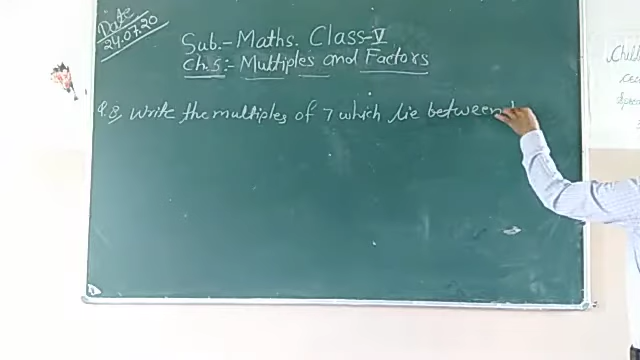 Date
24.07.20
Sub.- Maths. Class-V
Ch.5:- Multiples and Factors
Q.8, Write the multiples of 7 which lie between